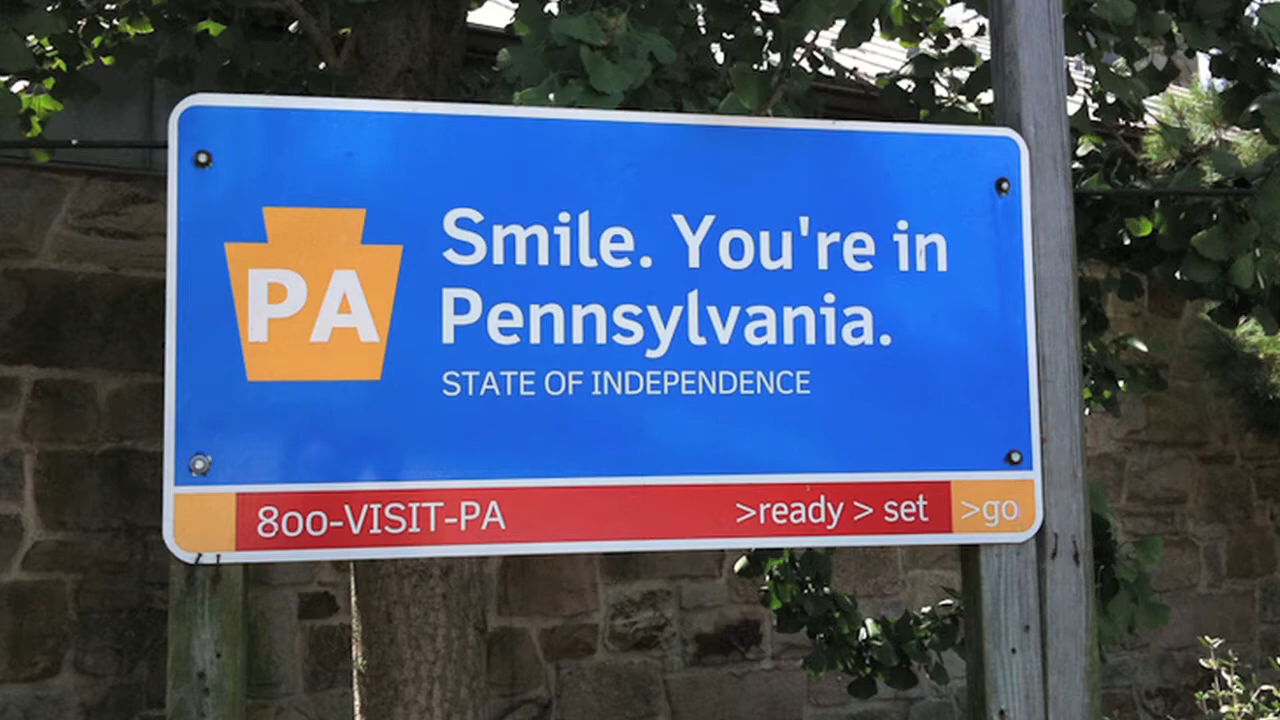 PA
Smile. You're in
Pennsylvania.
STATE OF INDEPENDENCE
800-VISIT-PA
>ready > set >go